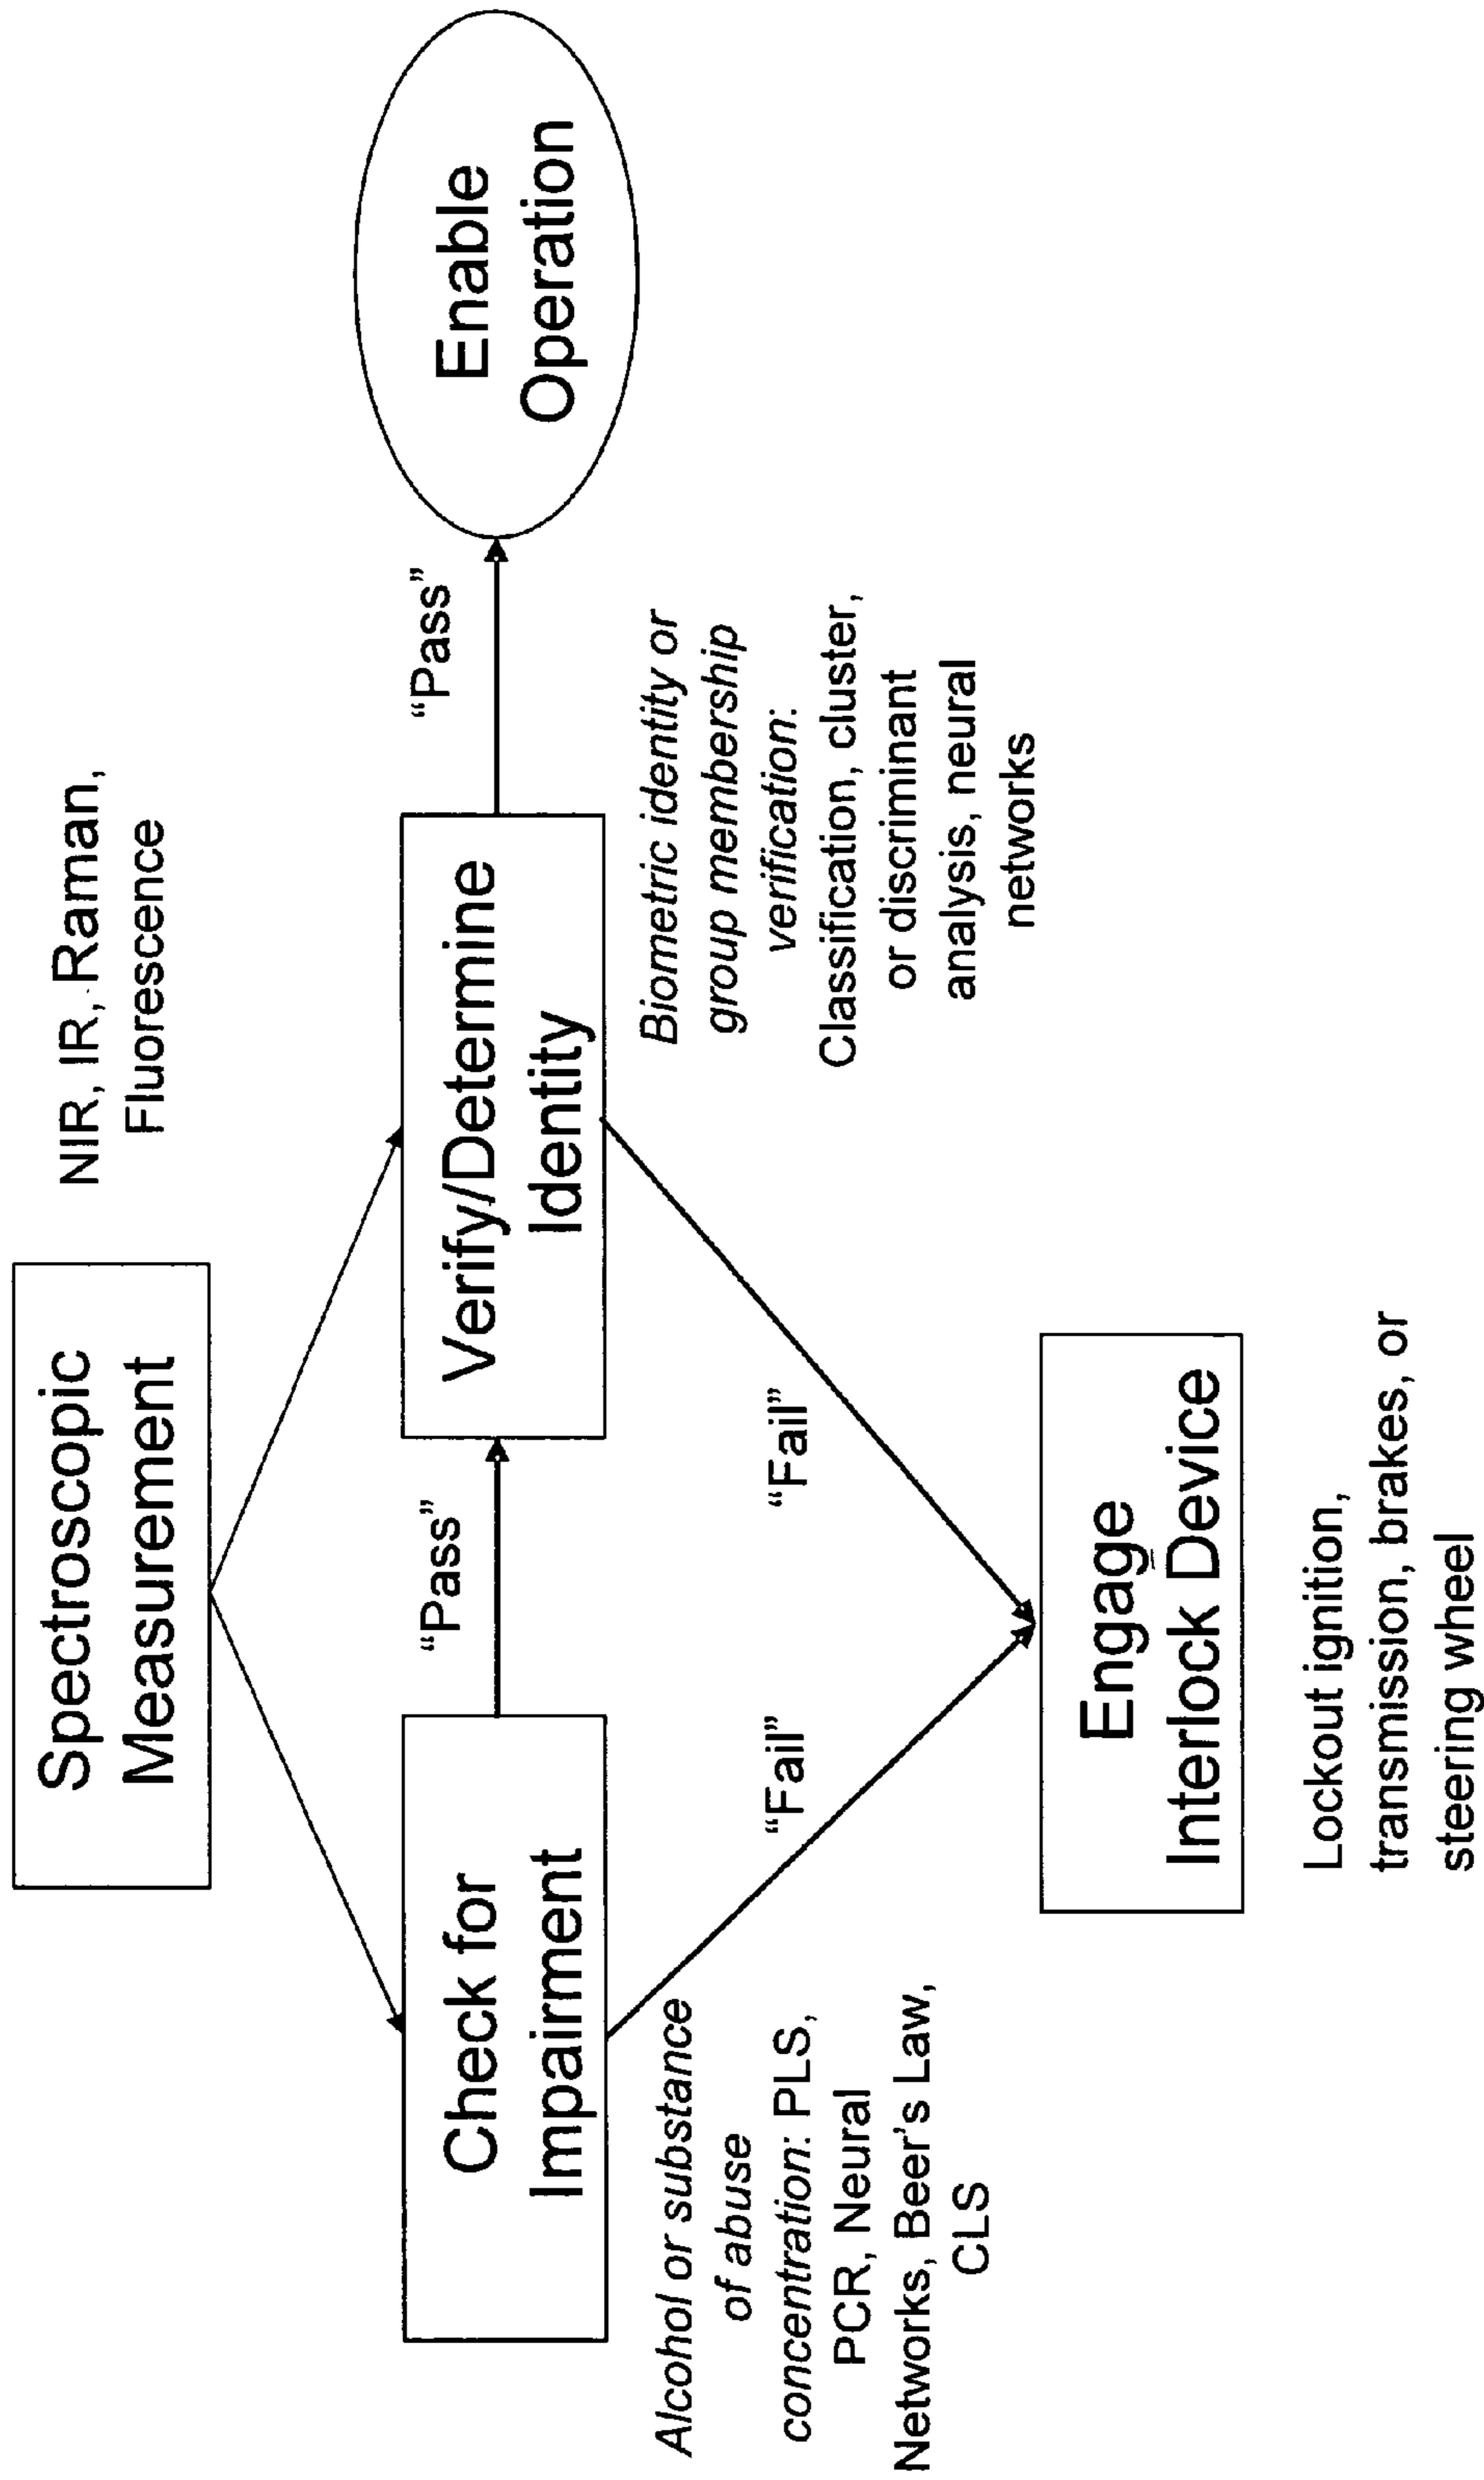 Spectroscopic
Measurement
NIR, IR, Raman,
Fluorescence
Check for
Impairment
“Pass”
Verify/Determine
Identity
“Pass”
Enable
Operation
Alcohol or substance
of abuse
concentration: PLS,
PCR, Neural
Networks, Beer’s Law,
CLS
“Fail”
“Fail”
Biometric identity or
group membership
verification:
Classification, cluster,
or discriminant
analysis, neural
networks
Engage
Interlock Device
Lockout ignition,
transmission, brakes, or
steering wheel